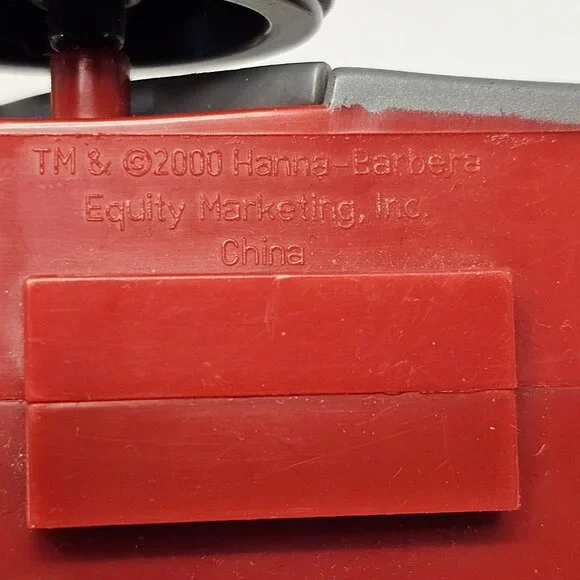 TM & ©2000 Hanna-Barbera
Equity Marketing, Inc.
China